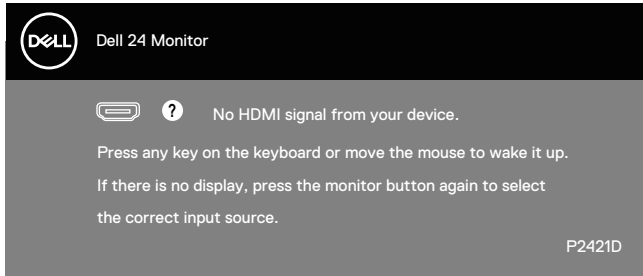 DELL
Dell 24 Monitor
? No HDMI signal from your device.
Press any key on the keyboard or move the mouse to wake it up.
If there is no display, press the monitor button again to select
the correct input source.
P2421D